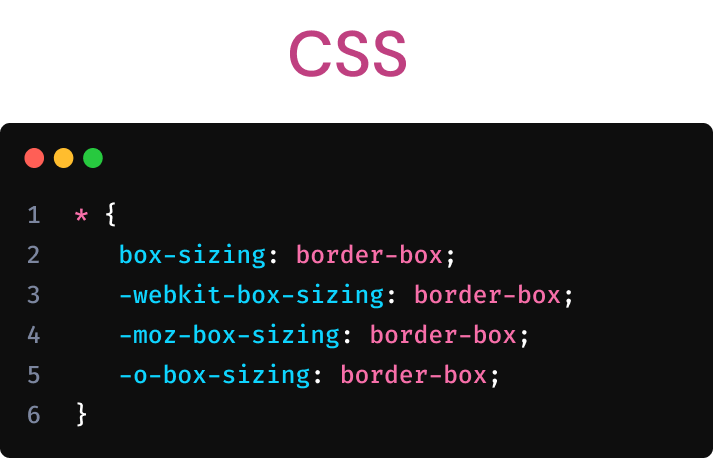 CSS
1 * {
2 box-sizing: border-box;
3 -webkit-box-sizing: border-box;
4 -moz-box-sizing: border-box;
5 -o-box-sizing: border-box;
6 }